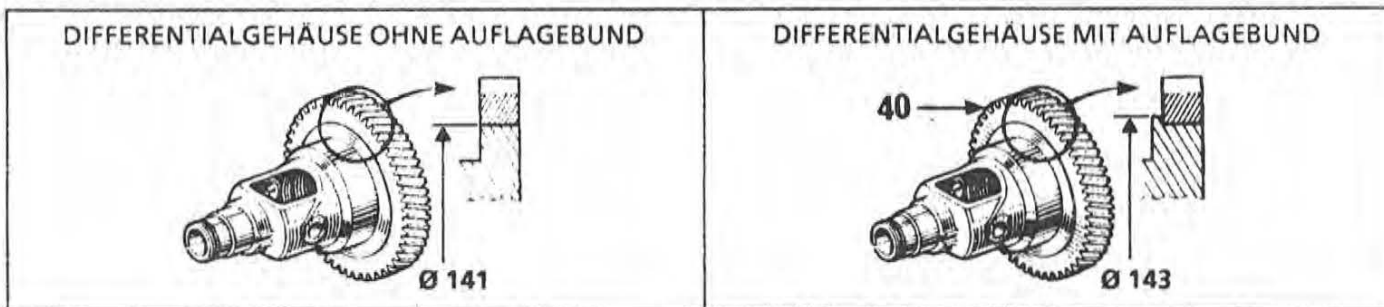 DIFFERENTIALGEHÄUSE OHNE AUFLAGEBUND
Ø 141
DIFFERENTIALGEHÄUSE MIT AUFLAGEBUND
40
Ø 143